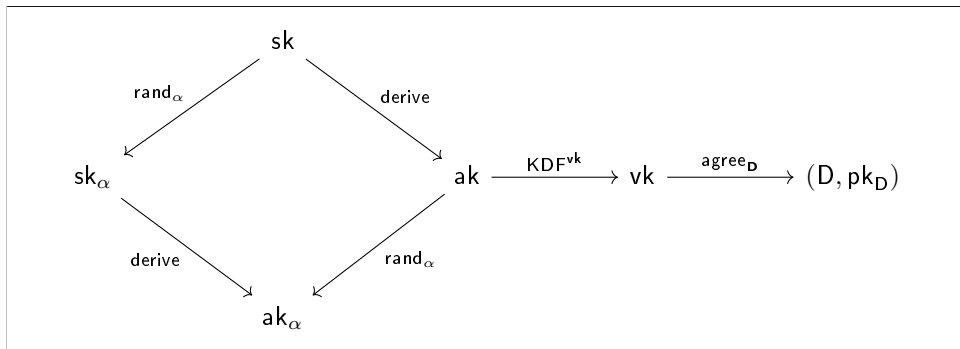 sk
rand_α
derive
sk_α
ak
KDF^vk
vk
agree_D
(D, pk_D)
derive
rand_α
ak_α